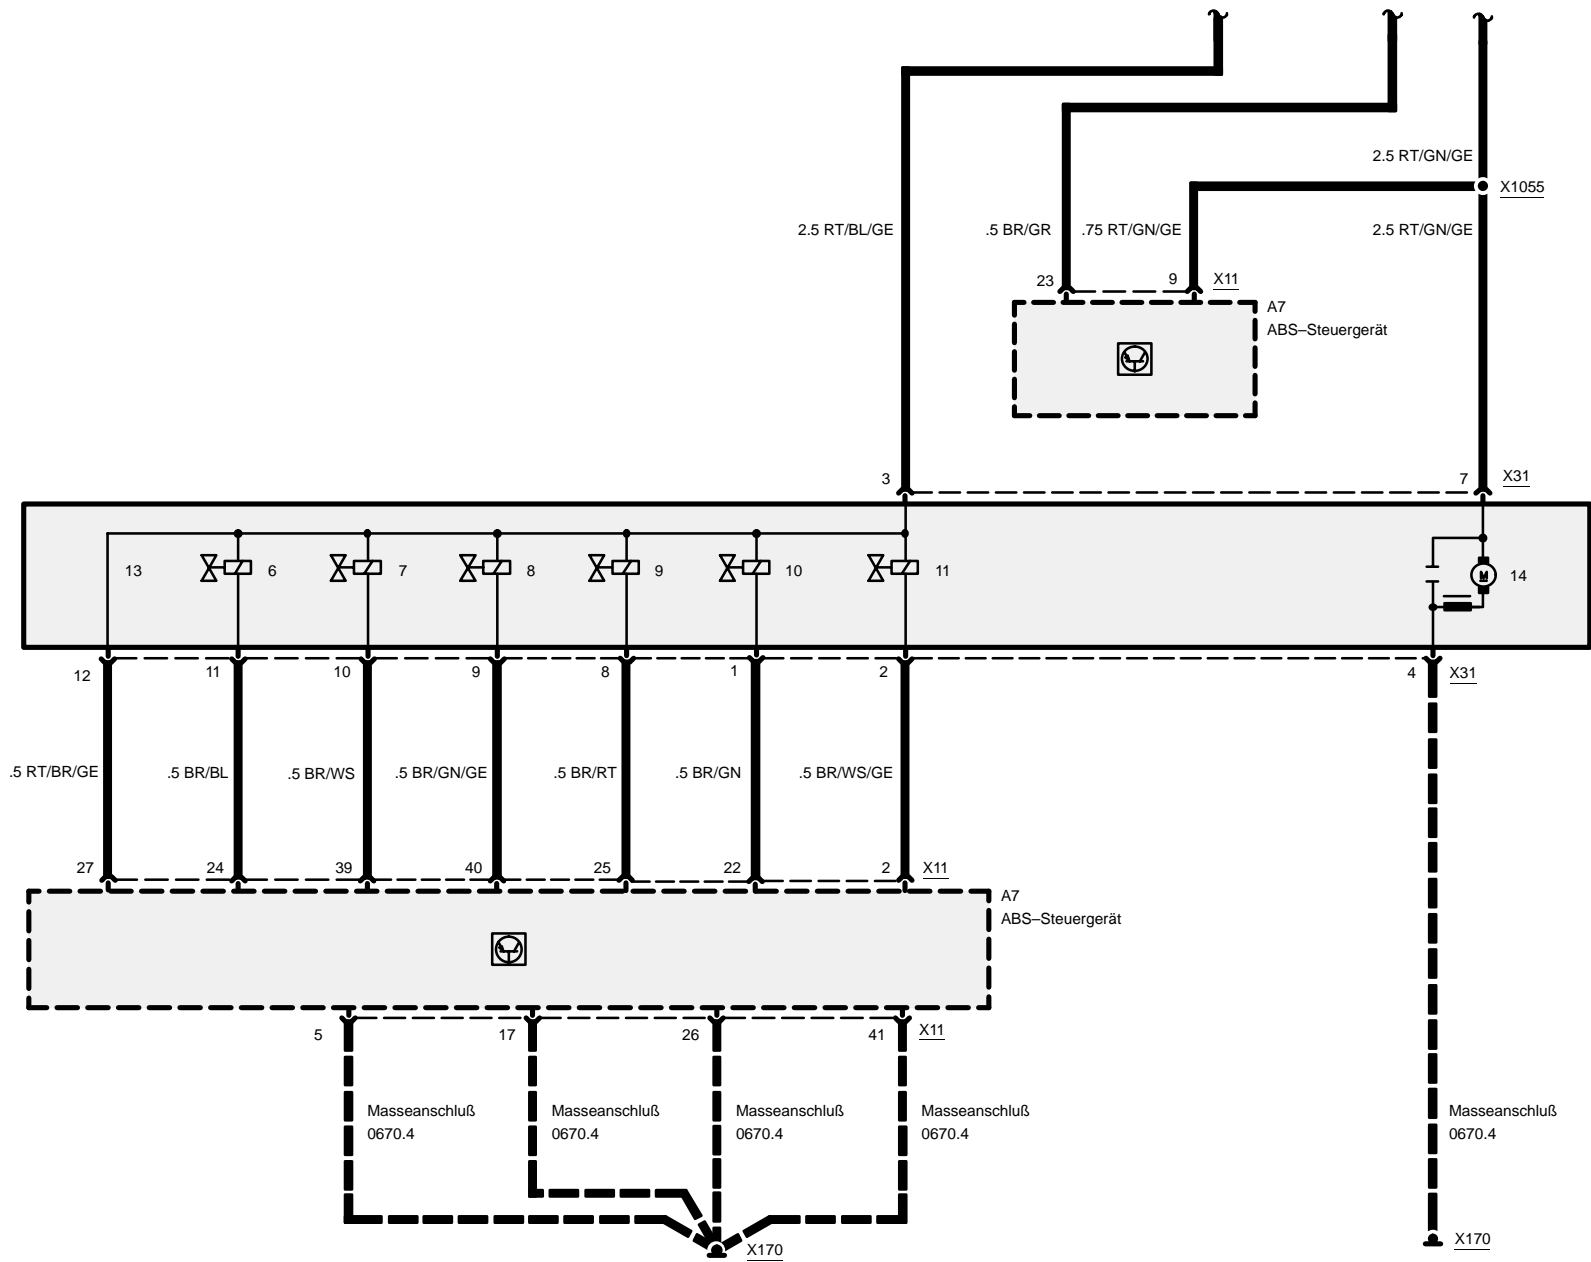 2.5 RT/GN/GE
X1055
2.5 RT/BL/GE
.5 BR/GR
.75 RT/GN/GE
2.5 RT/GN/GE
23
9
X11
A7
ABS–Steuergerät
3
7
X31
13
6
7
8
9
10
11
M
14
12
11
10
9
8
1
2
4
X31
.5 RT/BR/GE
.5 BR/BL
.5 BR/WS
.5 BR/GN/GE
.5 BR/RT
.5 BR/GN
.5 BR/WS/GE
27
24
39
40
25
22
2
X11
A7
ABS–Steuergerät
5
17
26
41
X11
Masseanschluß
0670.4
Masseanschluß
0670.4
Masseanschluß
0670.4
Masseanschluß
0670.4
Masseanschluß
0670.4
X170
X170